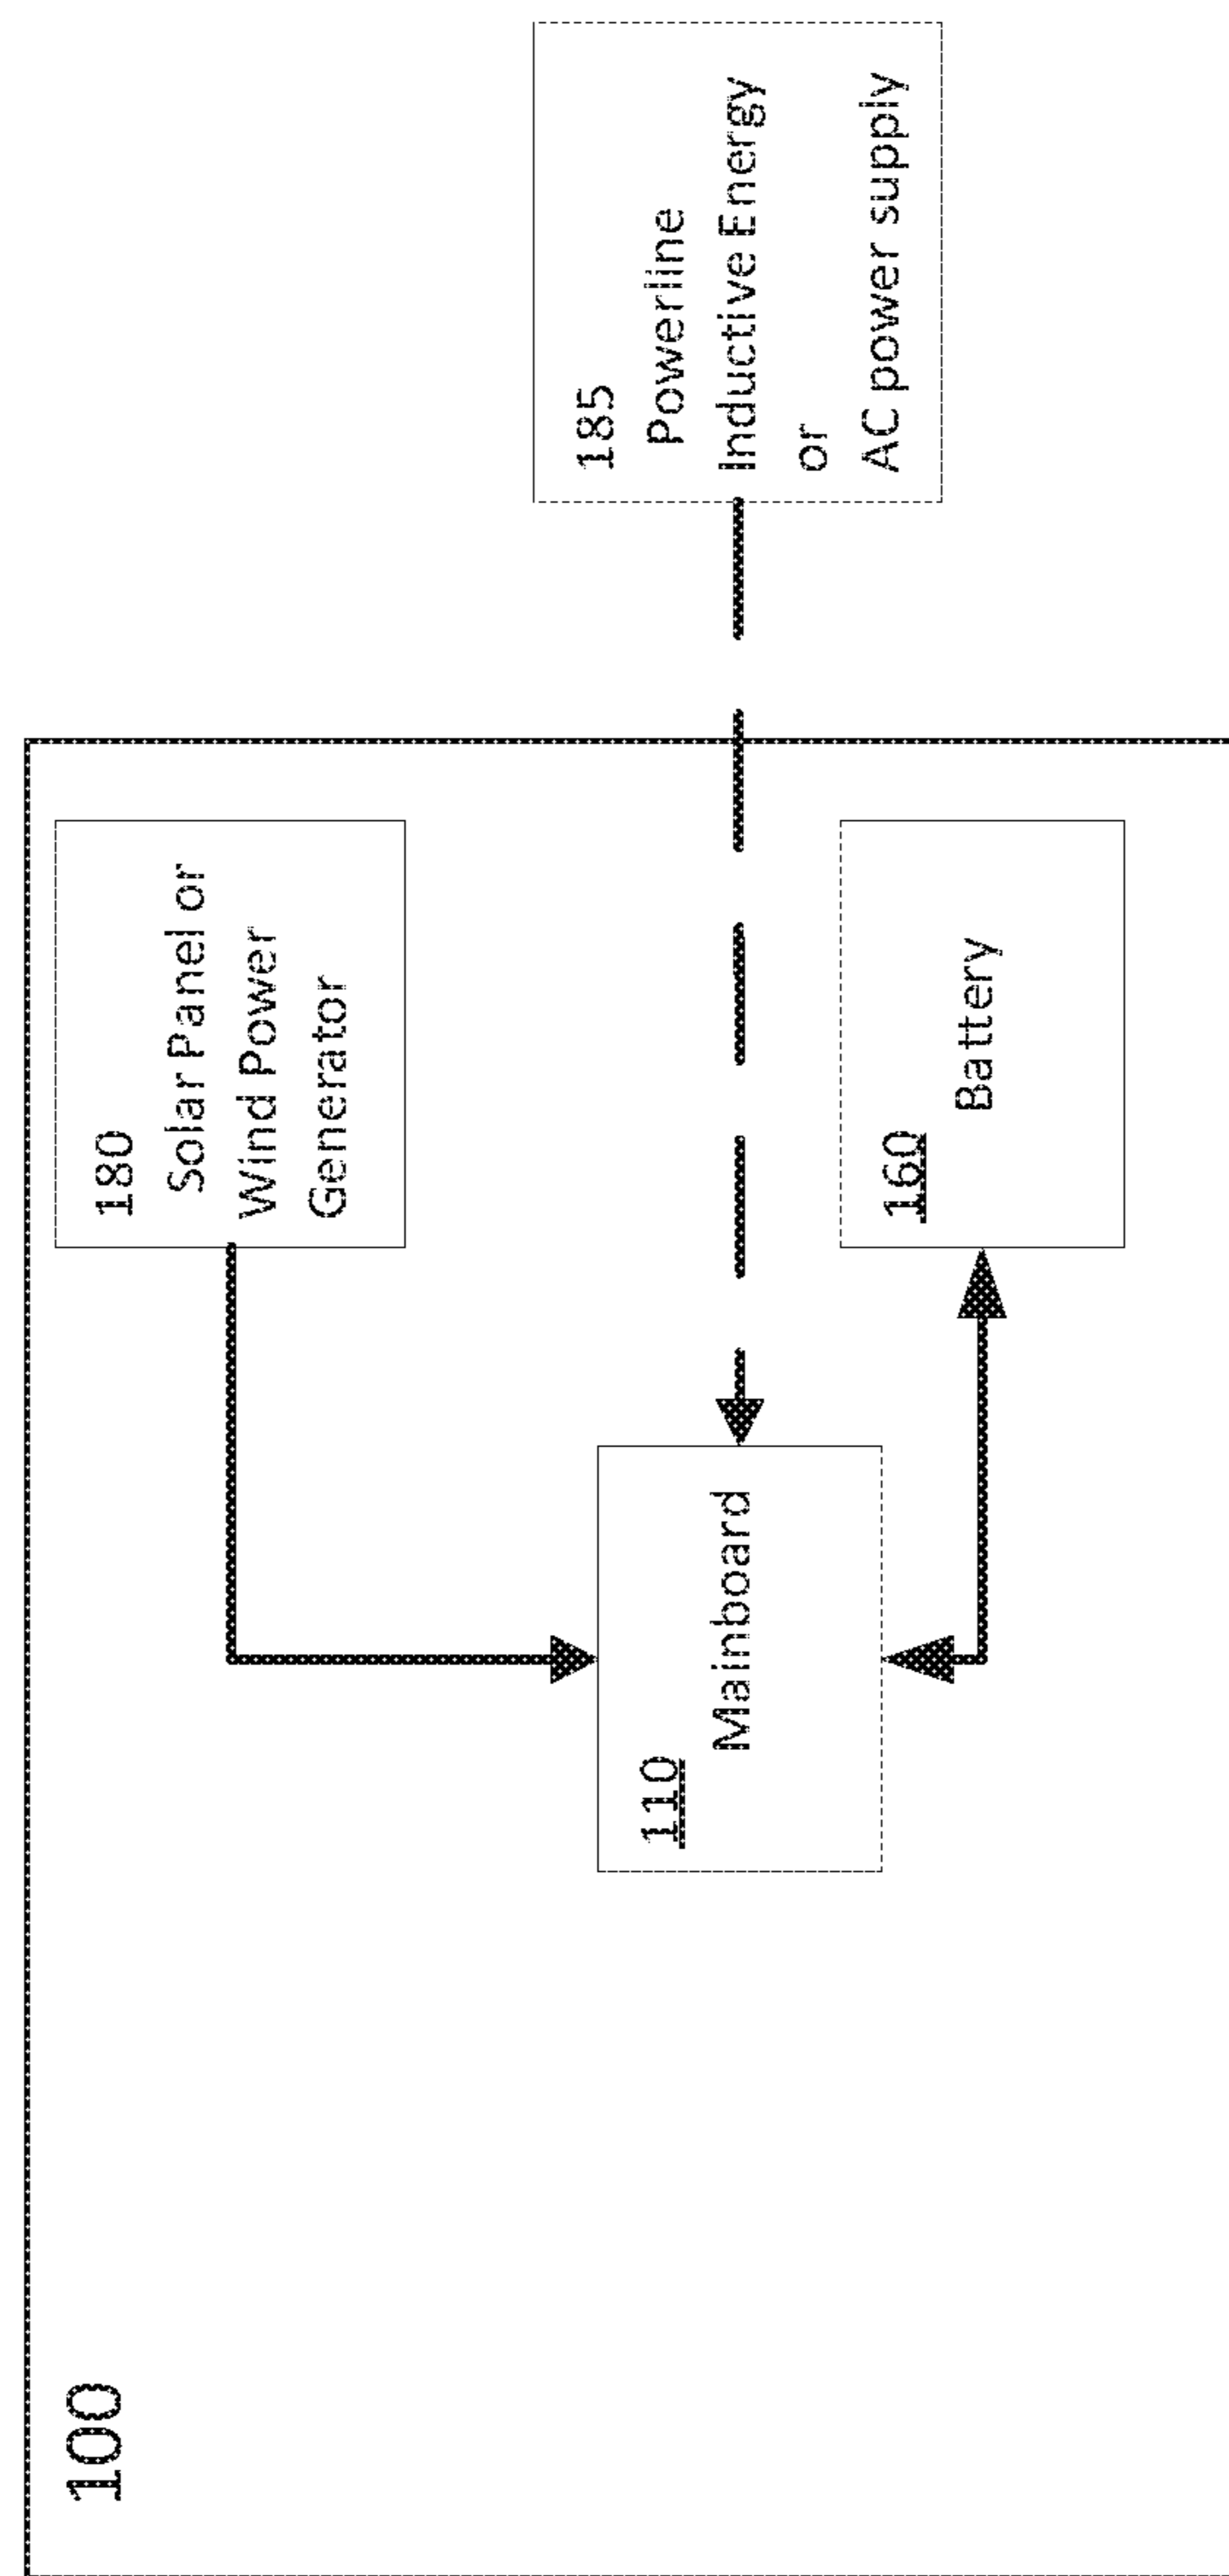 100
180
Solar Panel or
Wind Power
Generator
110
Mainboard
185
Powerline
Inductive Energy
or
AC power supply
160
Battery